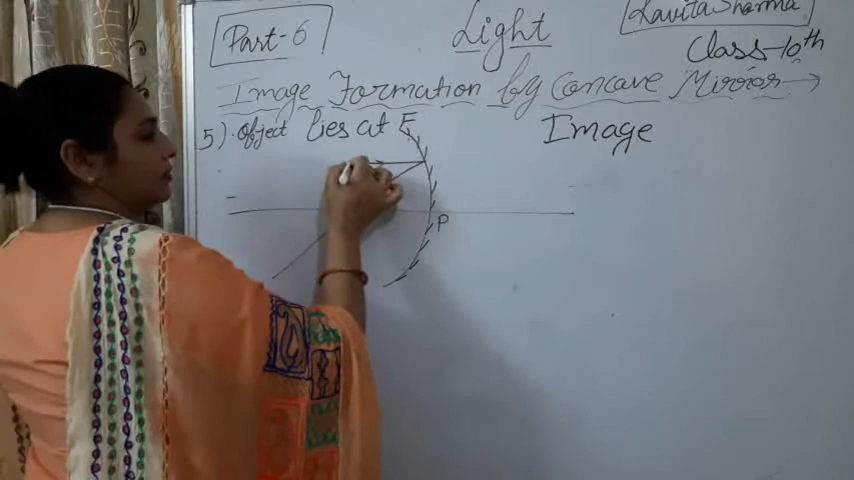 Part-6
Light
Kavita Sharma
Class-10th
Image Formation by Concave Mirror →
5) . Object lies at F
Image
P